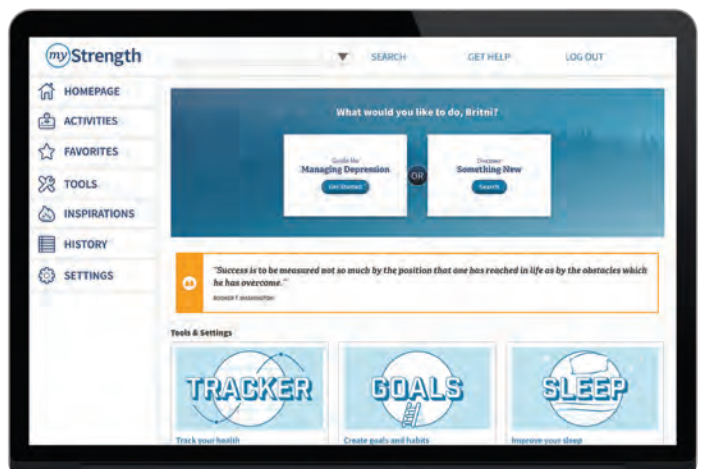 myStrength
SEARCH
GET HELP
LOG OUT
HOMEPAGE
ACTIVITIES
FAVORITES
TOOLS
INSPIRATIONS
HISTORY
SETTINGS
What would you like to do, Britni?
Guide Me
Managing Depression
Get Started
OR
Discover
Something New
Search
"Success is to be measured not so much by the position that one has reached in life as by the obstacles which
he has overcome."
BOOKER T. WASHINGTON
Tools & Settings
TRACKER
GOALS
SLEEP
Track your health
Create goals and habits
Improve your sleep